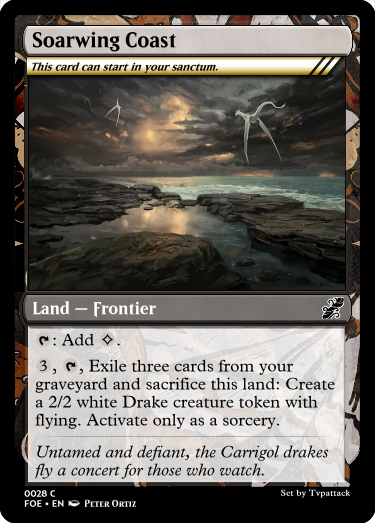 Soarwing Coast
This card can start in your sanctum.
Land — Frontier
: Add .
3 , , Exile three cards from your
graveyard and sacrifice this land: Create
a 2/2 white Drake creature token with
flying. Activate only as a sorcery.
Untamed and defiant, the Carrigol drakes
fly a concert for those who watch.
0028 C
FOE • EN Peter Ortiz
Set by Tvpattack